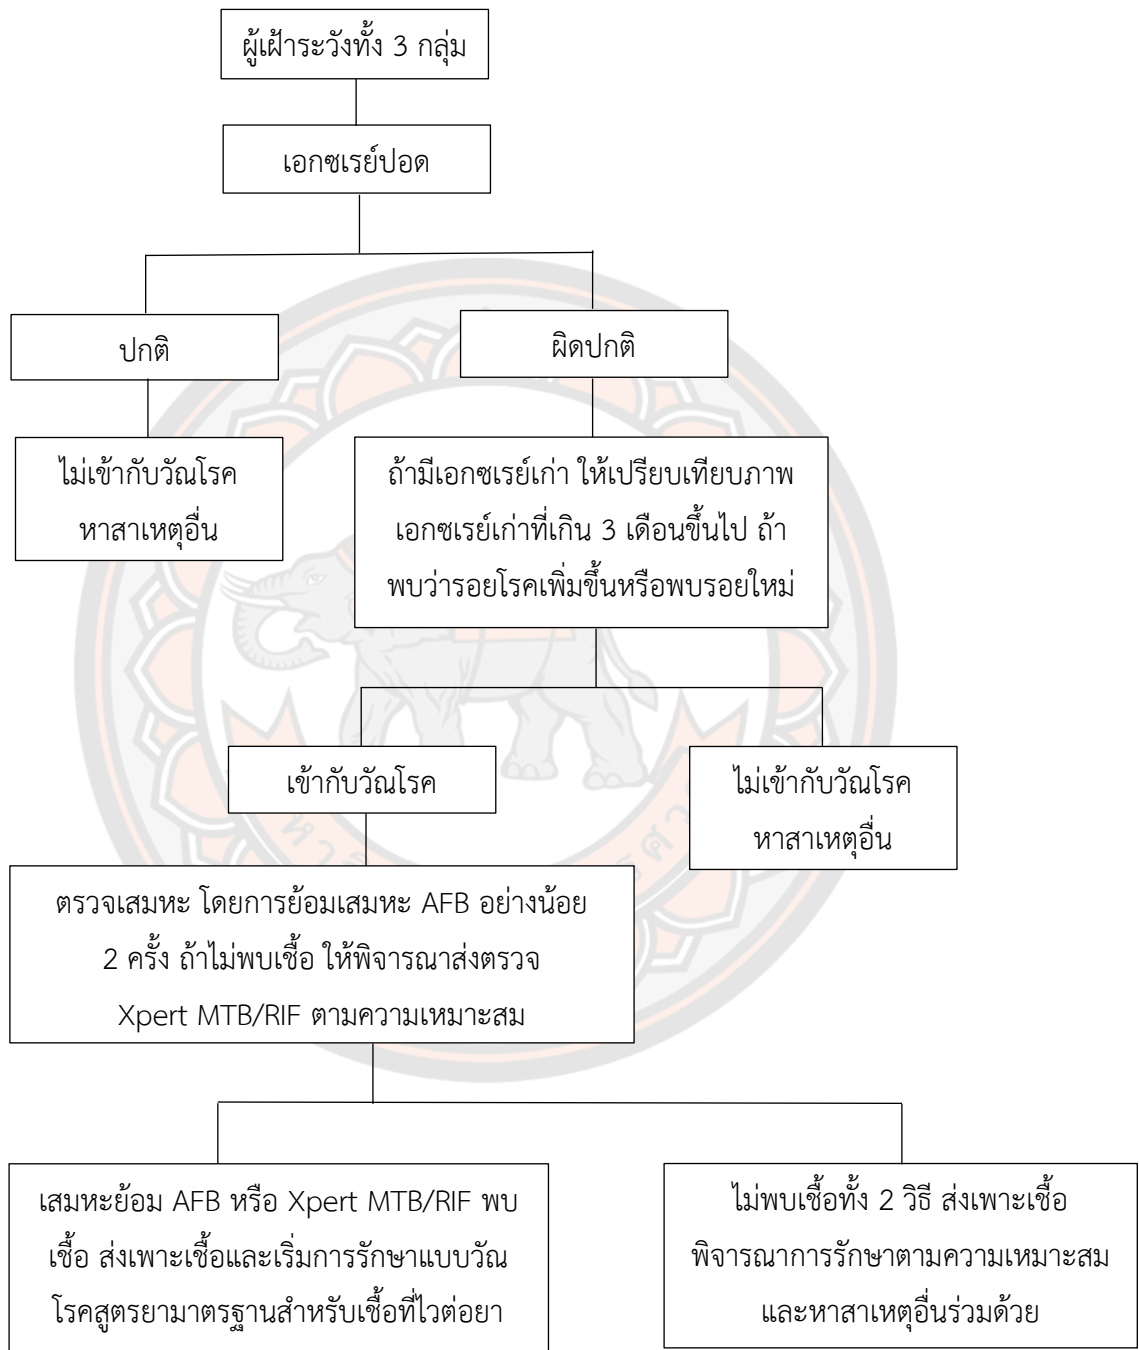 ผู้เฝ้าระวังทั้ง 3 กลุ่ม
เอกซเรย์ปอด
ปกติ
ผิดปกติ
ไม่เข้ากับวัณโรค
หาสาเหตุอื่น
ถ้ามีเอกซเรย์เก่า ให้เปรียบเทียบภาพ
เอกซเรย์เก่าที่เกิน 3 เดือนขึ้นไป ถ้า
พบว่ารอยโรคเพิ่มขึ้นหรือพบรอยใหม่
เข้ากับวัณโรค
ไม่เข้ากับวัณโรค
หาสาเหตุอื่น
ตรวจเสมหะ โดยการย้อมเสมหะ AFB อย่างน้อย
2 ครั้ง ถ้าไม่พบเชื้อ ให้พิจารณาส่งตรวจ
Xpert MTB/RIF ตามความเหมาะสม
เสมหะย้อม AFB หรือ Xpert MTB/RIF พบ
เชื้อ ส่งเพาะเชื้อและเริ่มการรักษาแบบวัณ
โรคสูตรยามาตรฐานสำหรับเชื้อที่ไวต่อยา
ไม่พบเชื้อทั้ง 2 วิธี ส่งเพาะเชื้อ
พิจารณาการรักษาตามความเหมาะสม
และหาสาเหตุอื่นร่วมด้วย